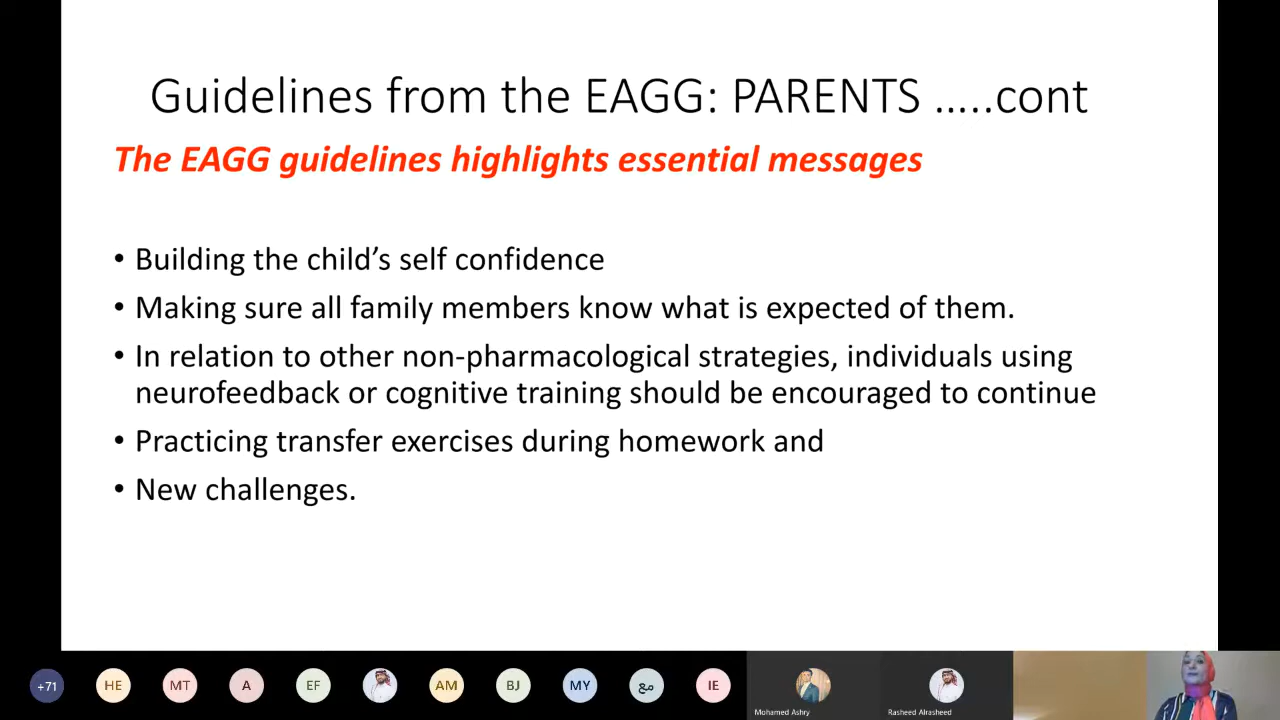 Guidelines from the EAGG: PARENTS …..cont
The EAGG guidelines highlights essential messages
• Building the child’s self confidence
• Making sure all family members know what is expected of them.
• In relation to other non-pharmacological strategies, individuals using
neurofeedback or cognitive training should be encouraged to continue
• Practicing transfer exercises during homework and
• New challenges.
+71
HE
MT
A
EF
AM
BJ
MY
مع
IE
Mohamed Ashry
Rasheed Alrasheed